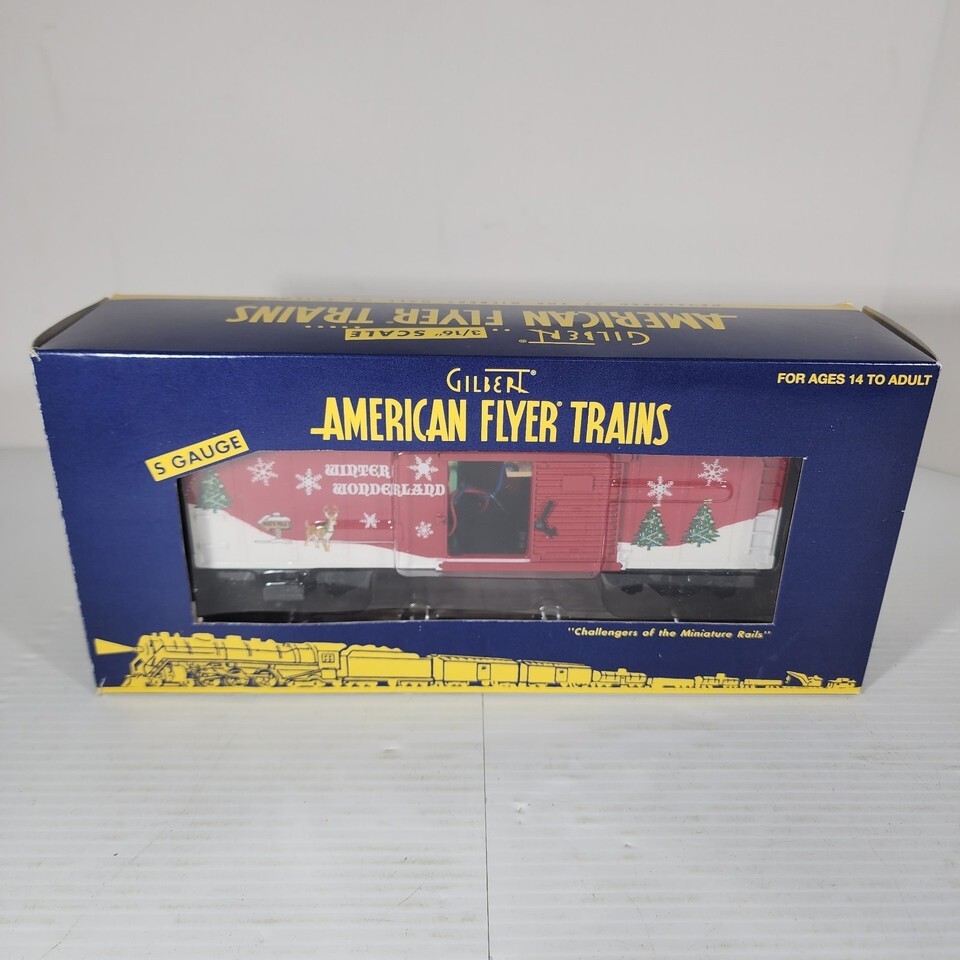 AMERICAN FLYER® TRAINS
3/16" SCALE
GILBERT®
GILBERT®
FOR AGES 14 TO ADULT
AMERICAN FLYER® TRAINS
S GAUGE
WINTER
WONDERLAND
"Challengers of the Miniature Rails"